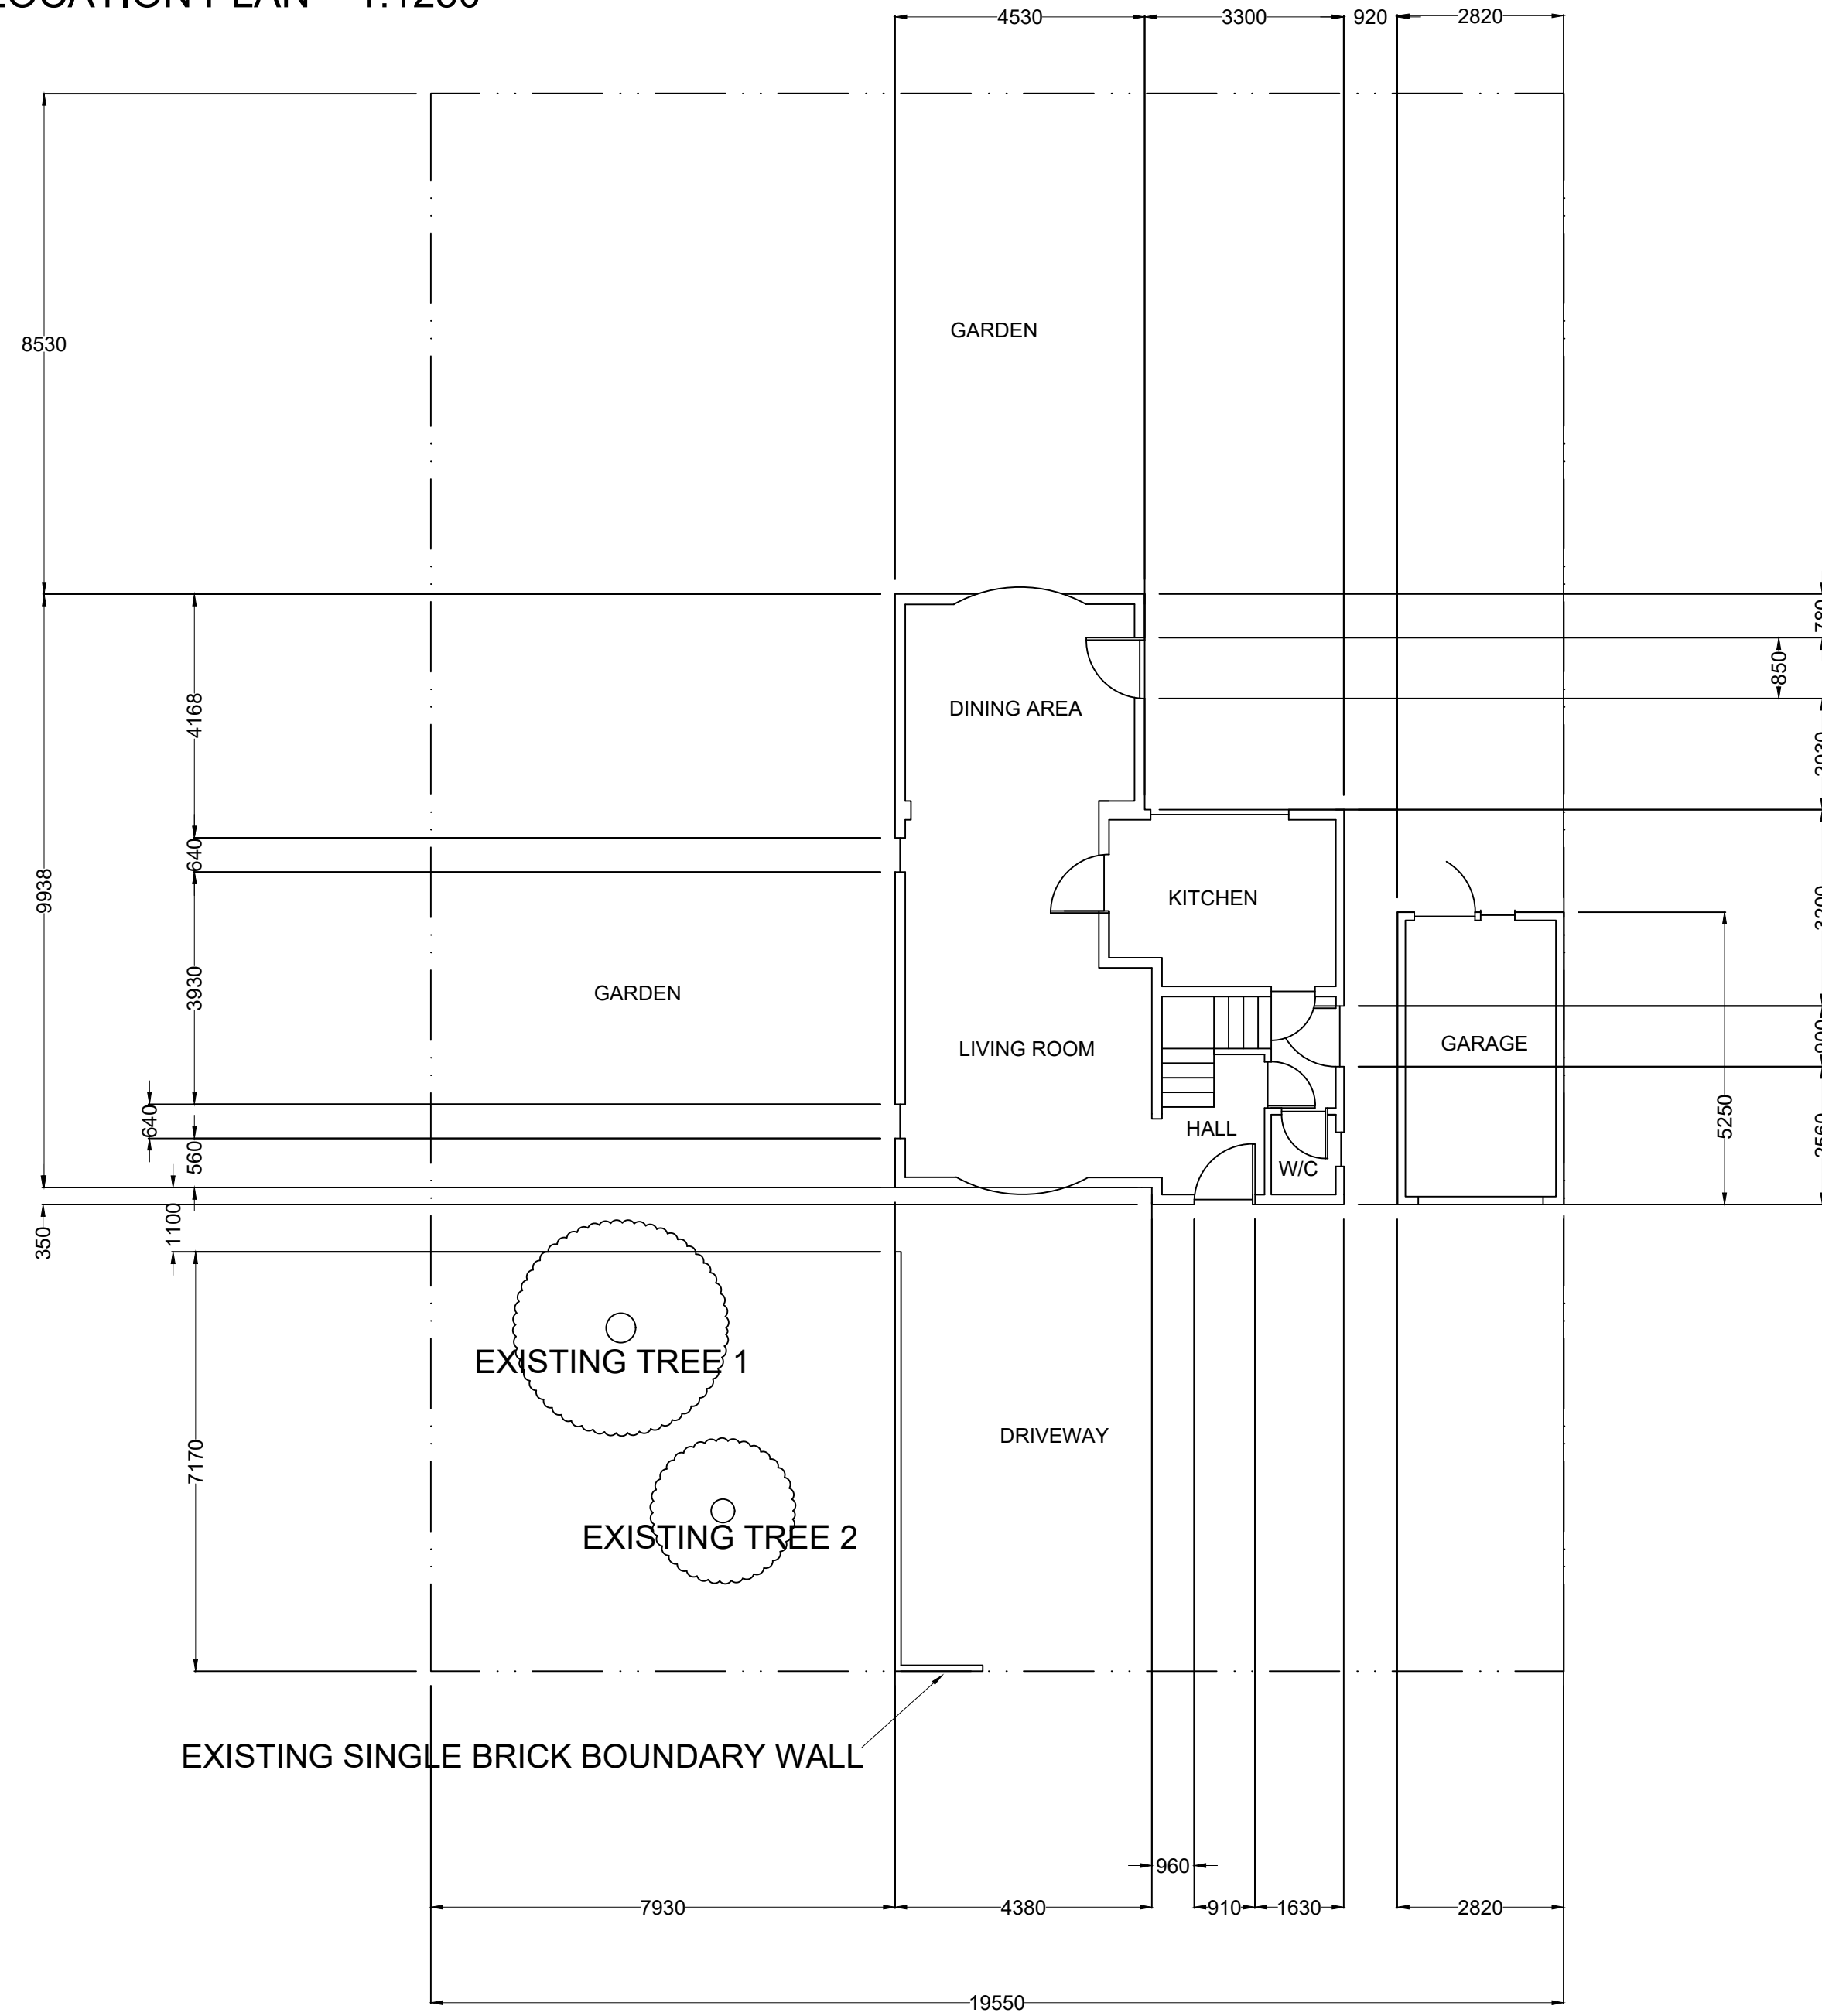 4530
3300
920
2820
8530
GARDEN
850
4168
DINING AREA
640
9938
KITCHEN
3930
GARDEN
GARAGE
LIVING ROOM
640
5250
HALL
560
W/C
1100
350
EXISTING TREE 1
DRIVEWAY
7170
EXISTING TREE 2
EXISTING SINGLE BRICK BOUNDARY WALL
960
7930
4380
910
1630
2820
19550